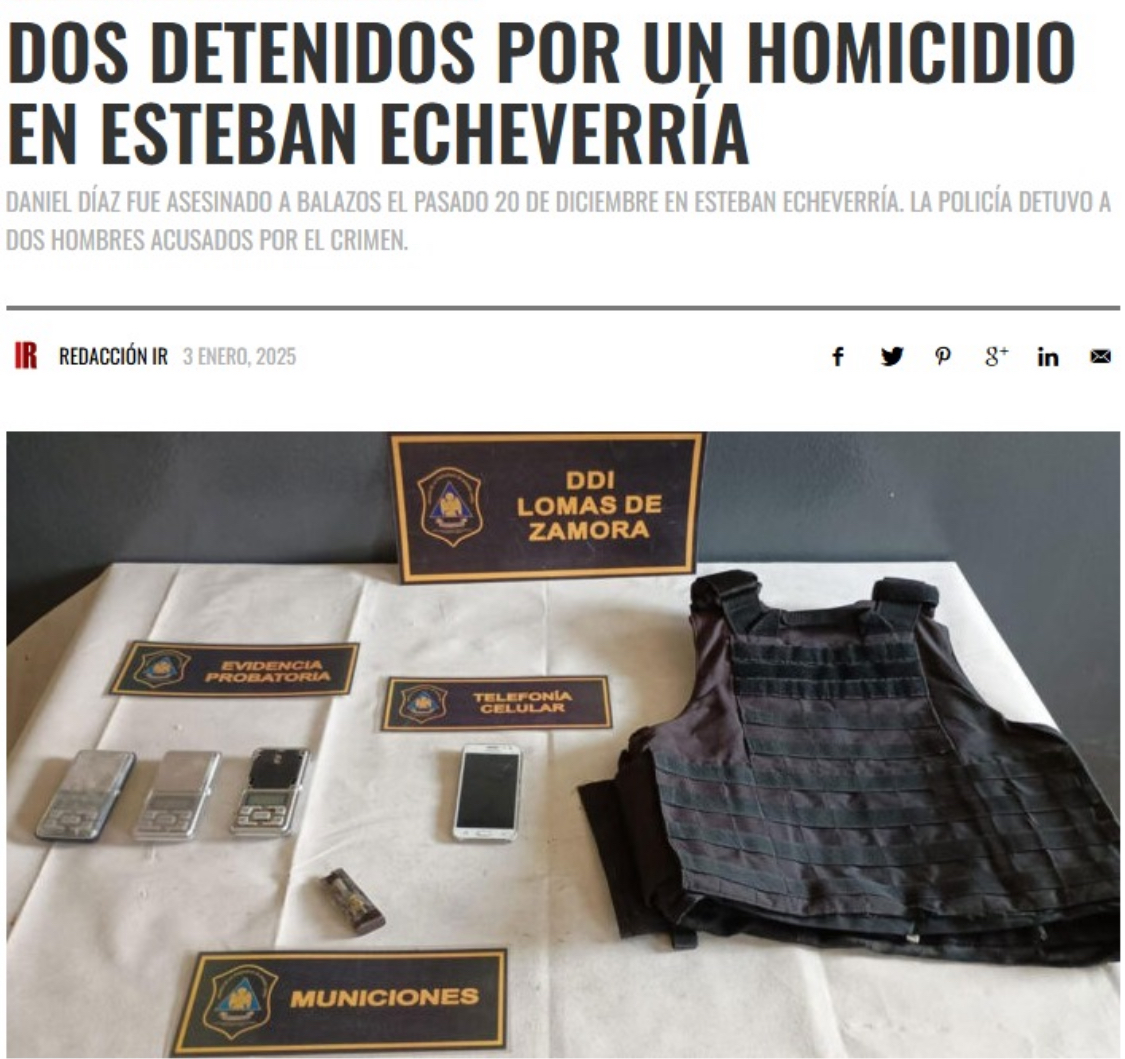 DOS DETENIDOS POR UN HOMICIDIO
EN ESTEBAN ECHEVERRÍA
DANIEL DÍAZ FUE ASESINADO A BALAZOS EL PASADO 20 DE DICIEMBRE EN ESTEBAN ECHEVERRÍA. LA POLICÍA DETUVO A
DOS HOMBRES ACUSADOS POR EL CRIMEN.
IR REDACCIÓN IR 3 ENERO, 2025
DDI
LOMAS DE
ZAMORA
EVIDENCIA
PROBATORIA
TELEFONÍA
CELULAR
MUNICIONES